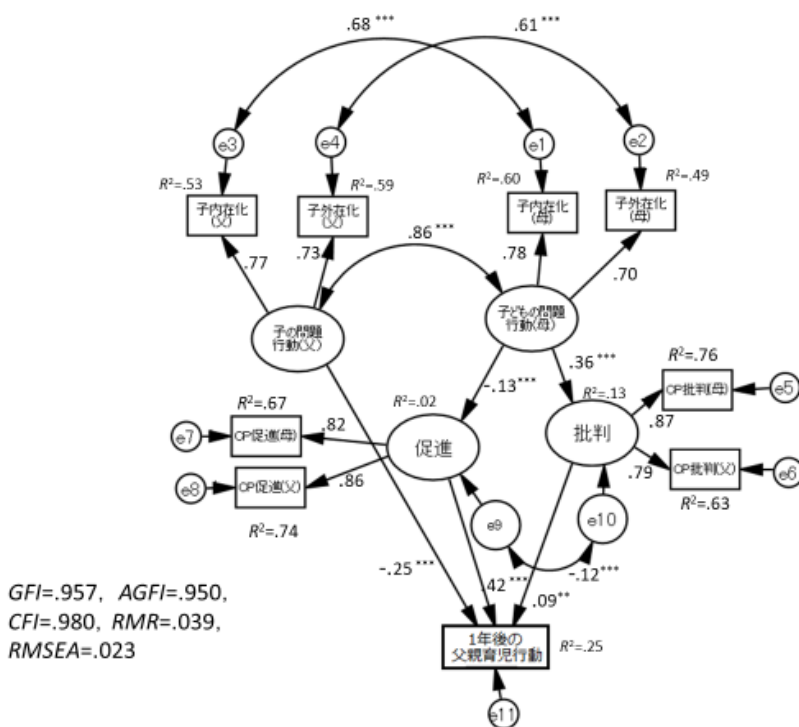 .68 ***
.61 ***
e3
e4
e1
e2
R²=.53
R²=.59
R²=.60
R²=.49
子内在化
(父)
子外在化
(父)
子内在化
(母)
子外在化
(母)
.86 ***
.77
.73
.78
.70
子の問題
行動(父)
子どもの問題
行動(母)
-.13***
.36 ***
R²=.76
R²=.67
R²=.02
R²=.13
CP批判(母)
e5
.87
e7
CP促進(母)
.82
促進
批判
.79
CP批判(父)
e6
e8
CP促進(父)
.86
R²=.63
R²=.74
e9
e10
-.25 ***
.42 ***
-.12***
.09**
GFI=.957, AGFI=.950,
CFI=.980, RMR=.039,
RMSEA=.023
1年後の
父親育児行動
R²=.25
e11